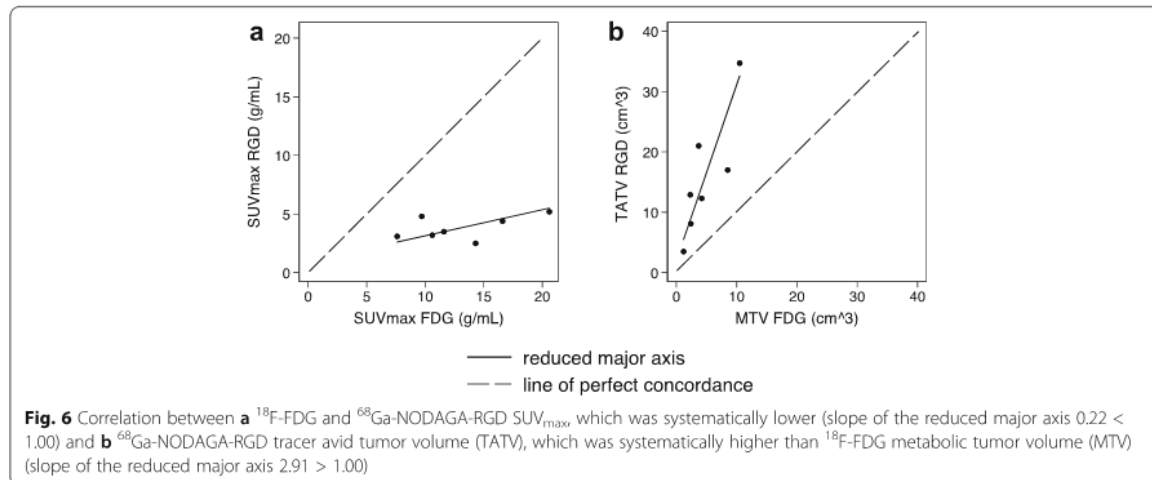 a
b
20
15
10
5
0
SUVmax RGD (g/mL)
0 5 10 15 20
SUVmax FDG (g/mL)
40
30
20
10
0
TATV RGD (cm^3)
0 10 20 30 40
MTV FDG (cm^3)
reduced major axis
line of perfect concordance
Fig. 6 Correlation between a ¹⁸F-FDG and ⁶⁸Ga-NODAGA-RGD SUVmax, which was systematically lower (slope of the reduced major axis 0.22 <
1.00) and b ⁶⁸Ga-NODAGA-RGD tracer avid tumor volume (TATV), which was systematically higher than ¹⁸F-FDG metabolic tumor volume (MTV)
(slope of the reduced major axis 2.91 > 1.00)